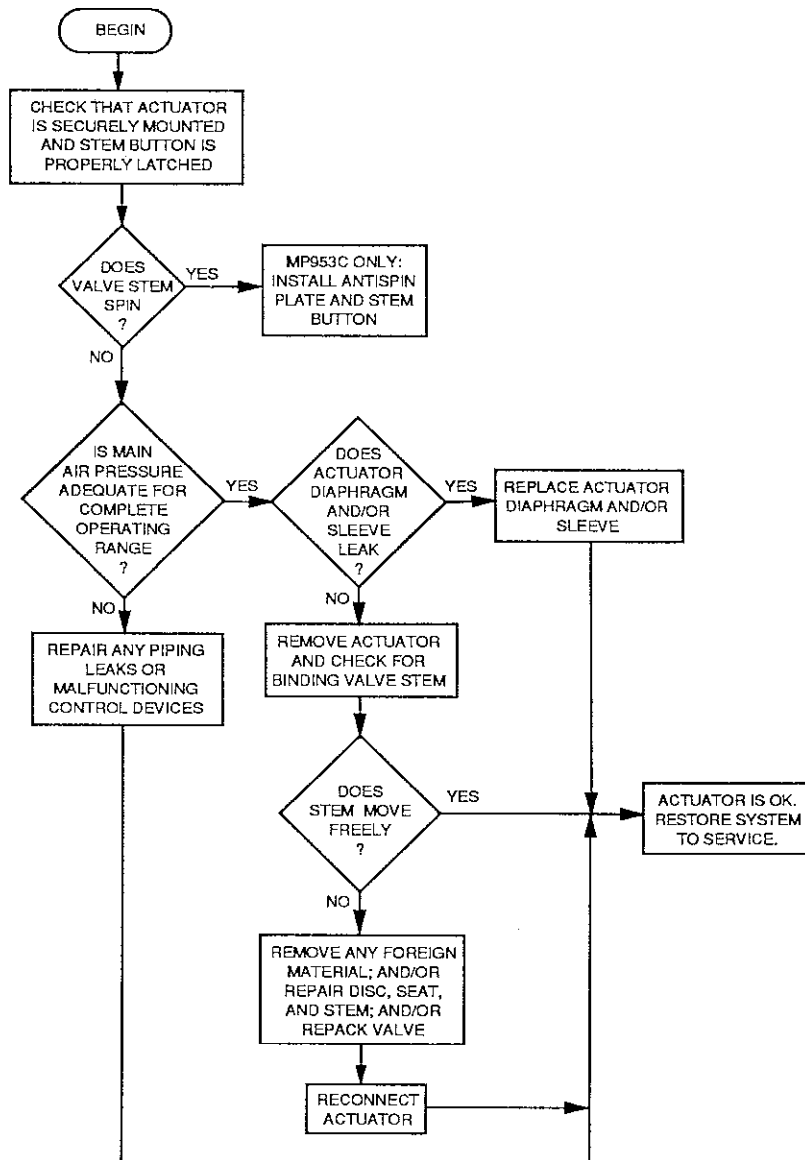 BEGIN
CHECK THAT ACTUATOR
IS SECURELY MOUNTED
AND STEM BUTTON IS
PROPERLY LATCHED
DOES
VALVE STEM
SPIN
?
YES
MP953C ONLY:
INSTALL ANTISPIN
PLATE AND STEM
BUTTON
NO
IS MAIN
AIR PRESSURE
ADEQUATE FOR
COMPLETE
OPERATING
RANGE
?
YES
DOES
ACTUATOR
DIAPHRAGM
AND/OR
SLEEVE
LEAK
?
YES
REPLACE ACTUATOR
DIAPHRAGM AND/OR
SLEEVE
NO
REPAIR ANY PIPING
LEAKS OR
MALFUNCTIONING
CONTROL DEVICES
NO
REMOVE ACTUATOR
AND CHECK FOR
BINDING VALVE STEM
DOES
STEM MOVE
FREELY
?
YES
ACTUATOR IS OK.
RESTORE SYSTEM
TO SERVICE.
NO
REMOVE ANY FOREIGN
MATERIAL; AND/OR
REPAIR DISC, SEAT,
AND STEM; AND/OR
REPACK VALVE
RECONNECT
ACTUATOR